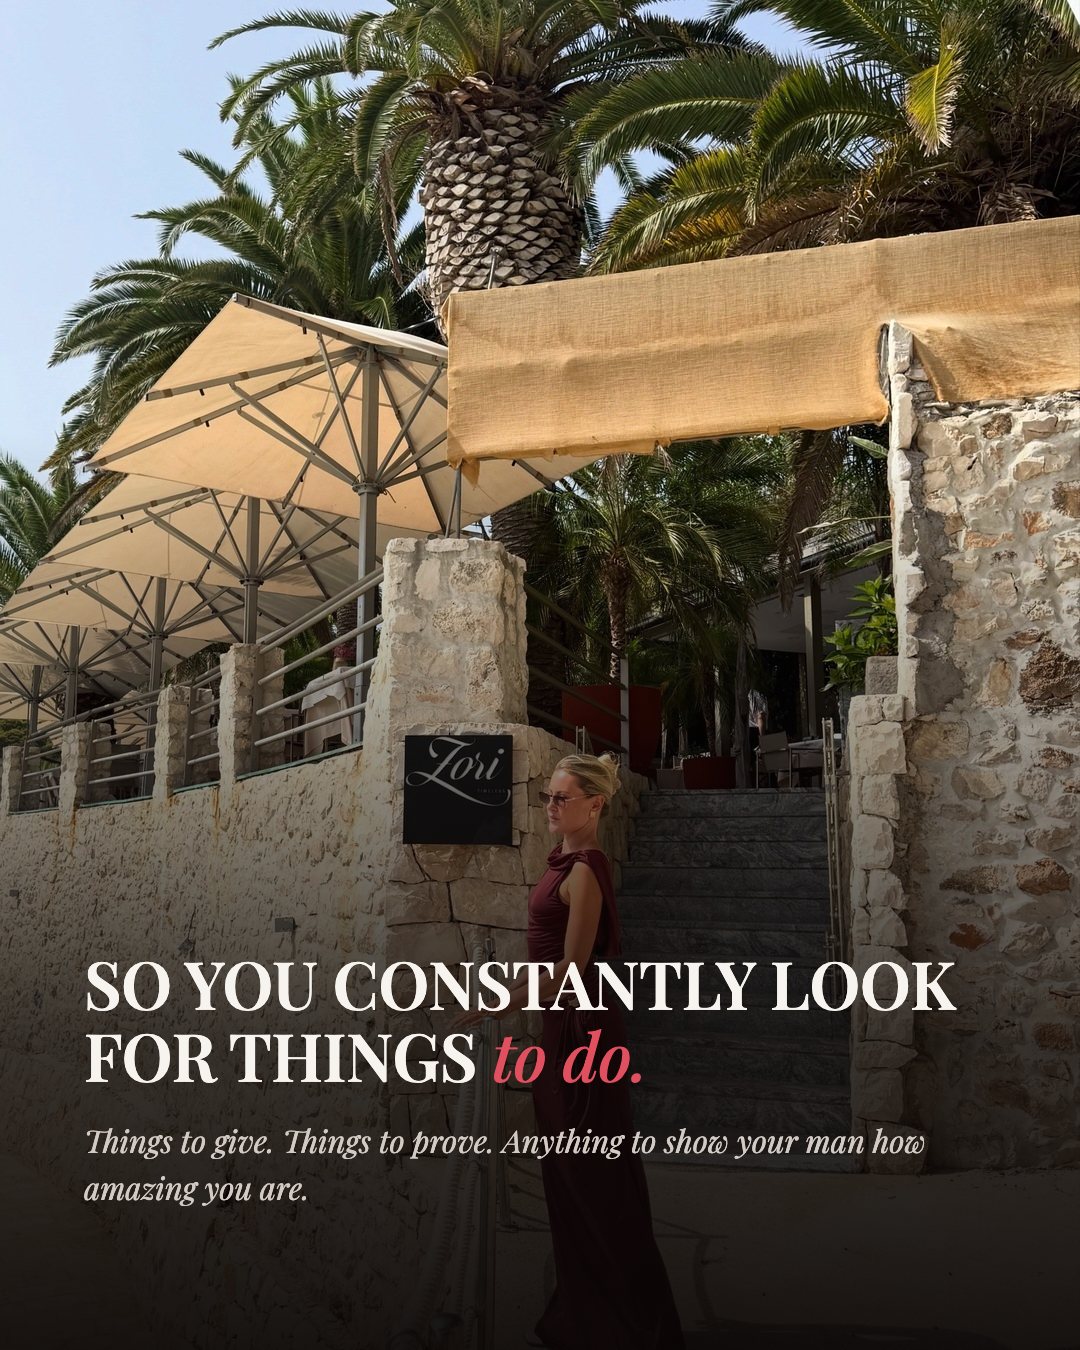 Zori
TIMELESS
SO YOU CONSTANTLY LOOK
FOR THINGS to do.
Things to give. Things to prove. Anything to show your man how
amazing you are.